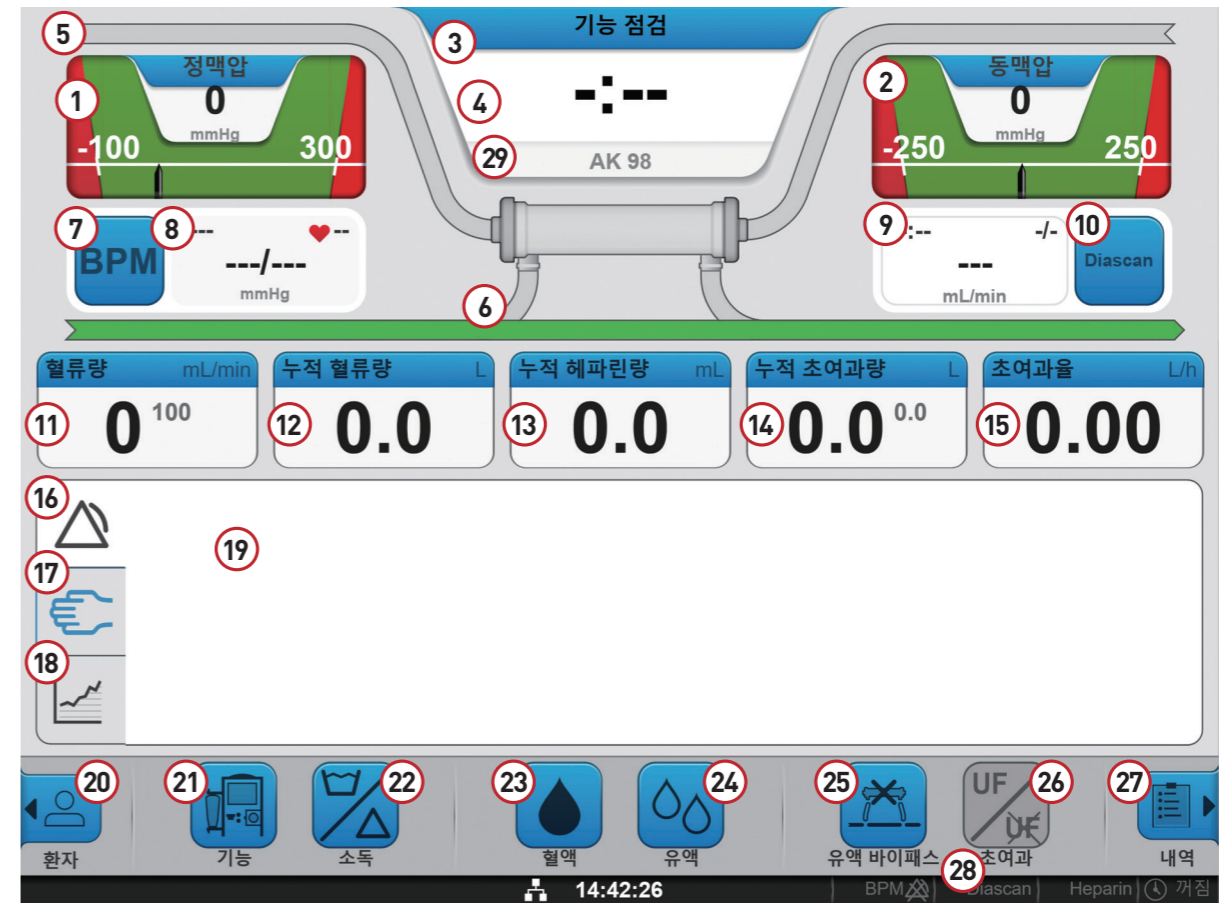 5
기능 점검
3
정맥압
동맥압
1
0
4
-:--
2
0
mmHg
mmHg
-100
300
29
AK 98
-250
250
7
8
---
--
9
-:--
-/-
10
BPM
---/---
---
Diascan
mmHg
mL/min
6
혈류량 mL/min
누적 혈류량 L
누적 헤파린량 mL
누적 초여과량 L
초여과율 L/h
11
0
100
12
0.0
13
0.0
14
0.0
0.0
15
0.00
16
19
17
18
20
21
22
23
24
25
UF
26
27
UF
환자
기능
소독
혈액
유액
유액 바이패스
28
초여과
내역
14:42:26
BPM
Diascan
Heparin
꺼짐